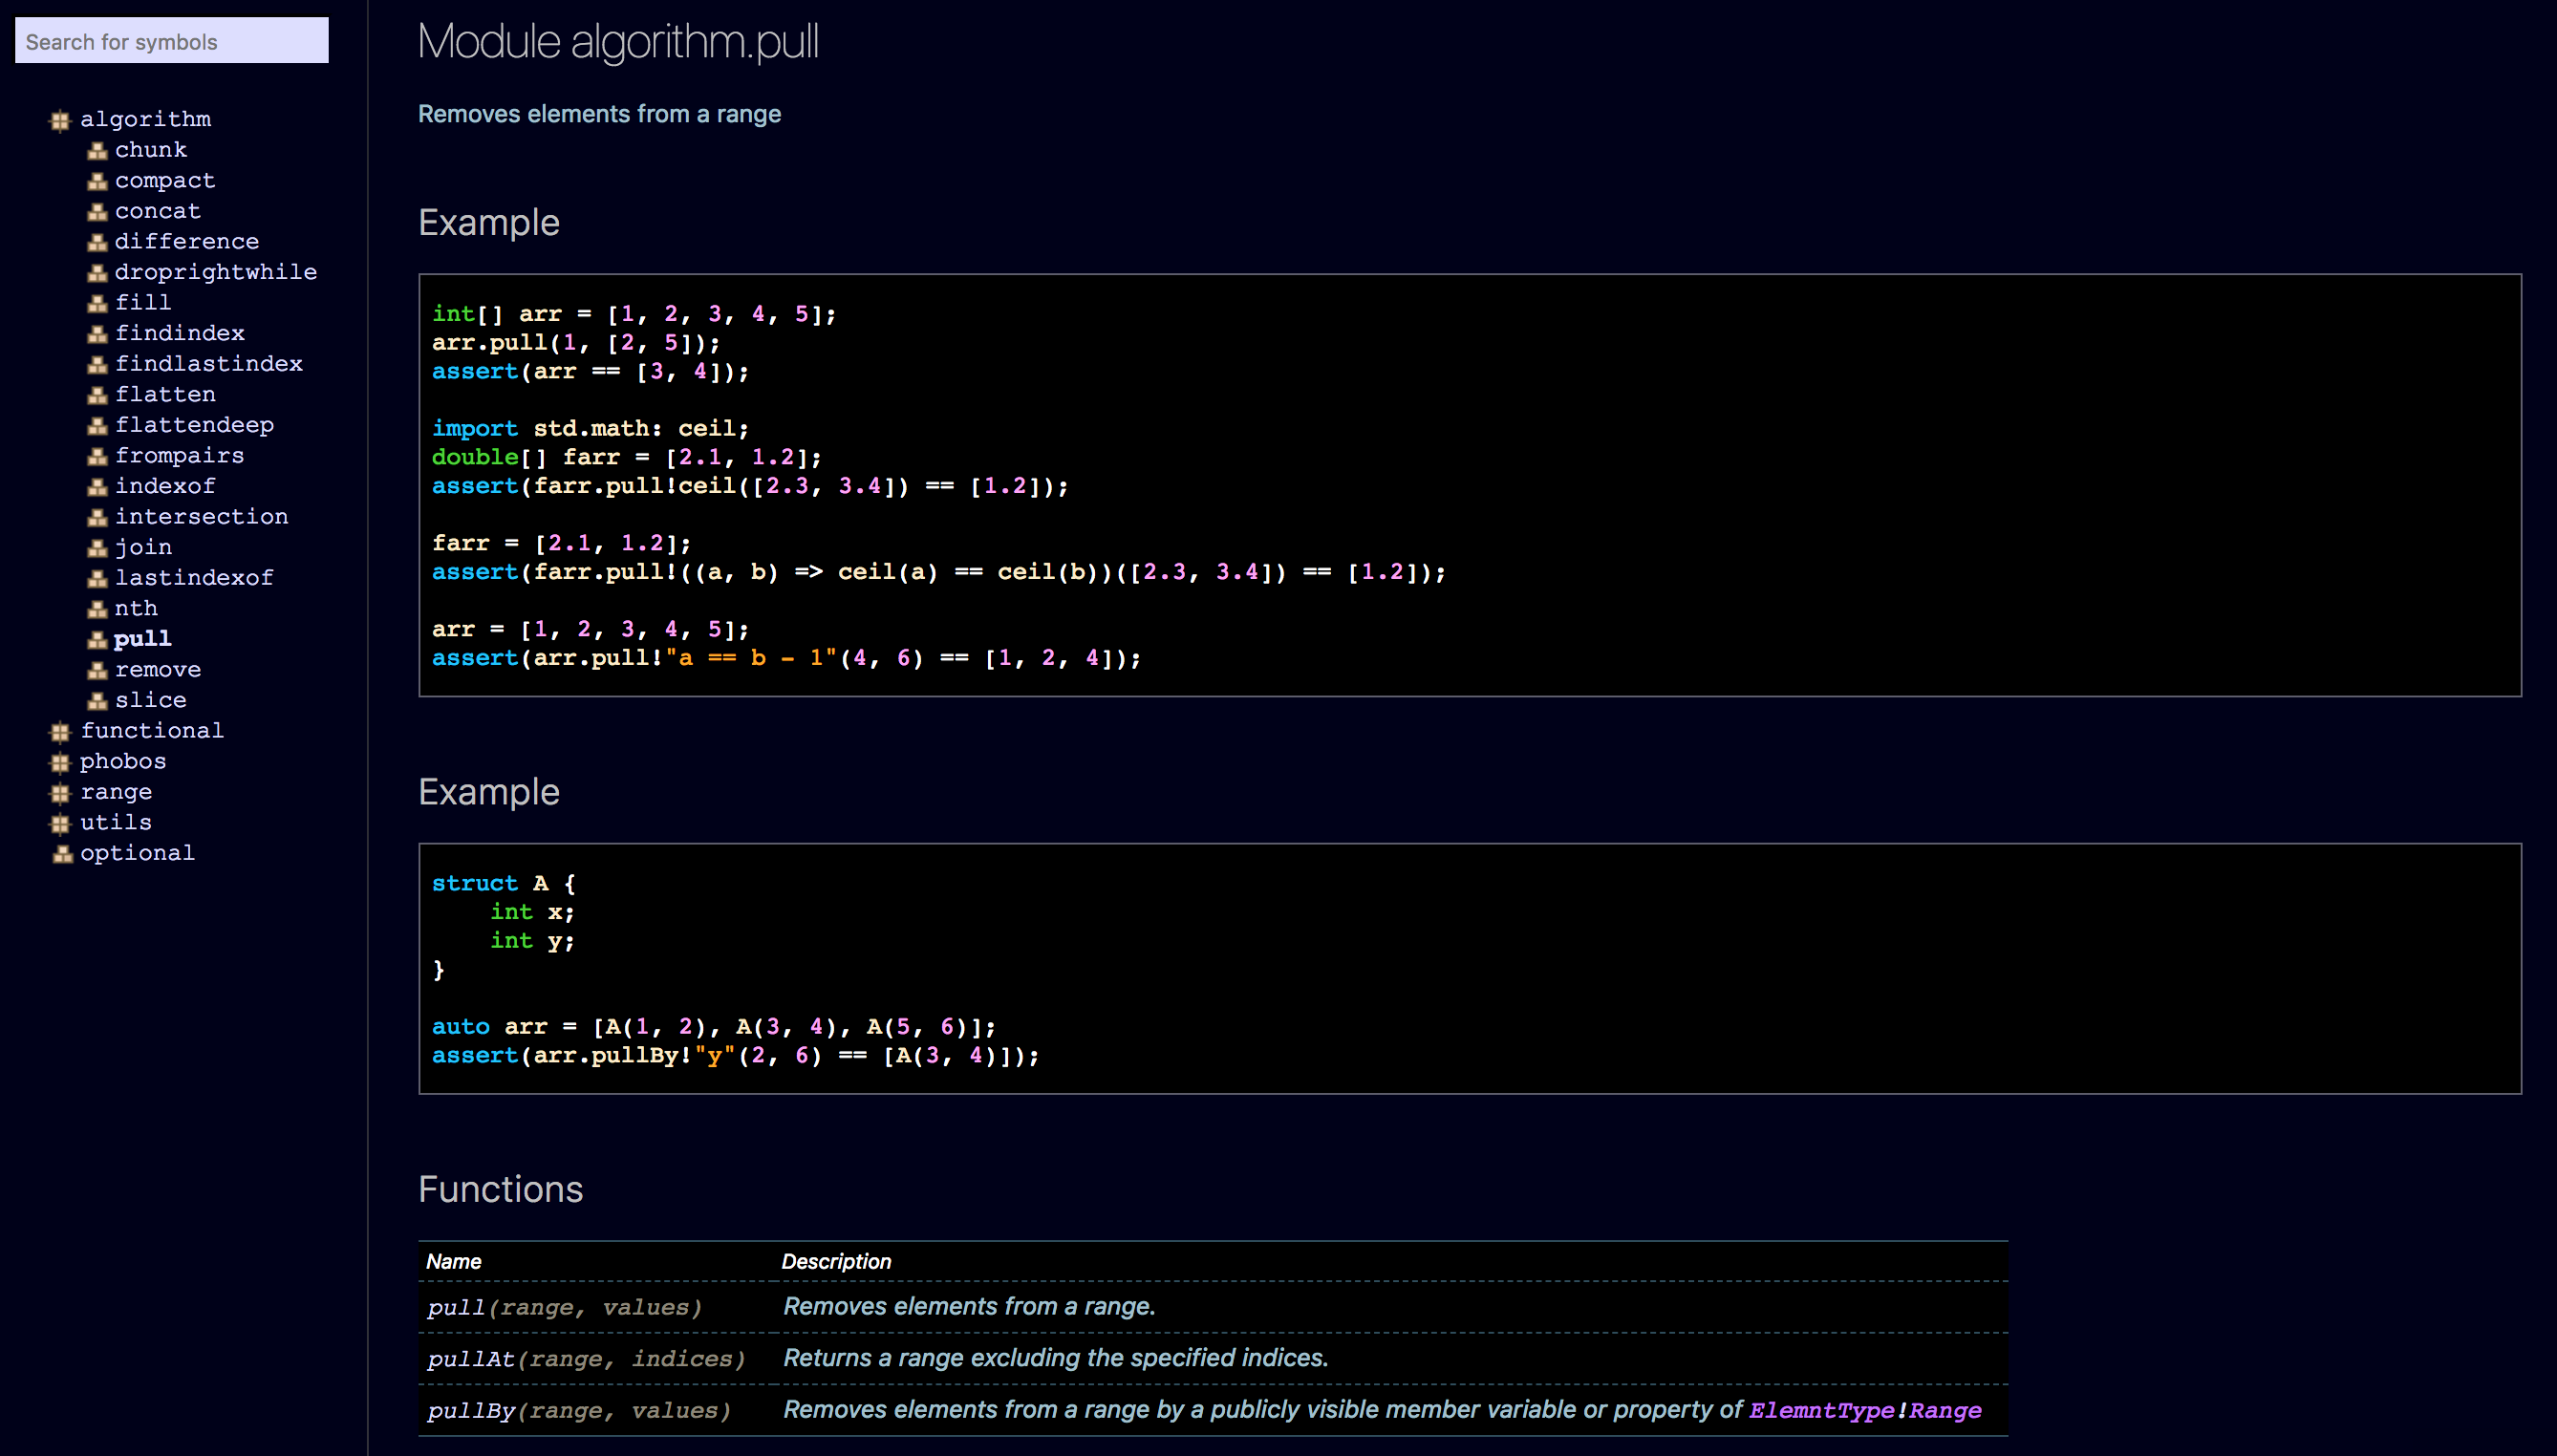 Search for symbols
algorithm
chunk
compact
concat
difference
droprightwhile
fill
findindex
findlastindex
flatten
flattendeep
frompairs
indexof
intersection
join
lastindexof
nth
pull
remove
slice
functional
phobos
range
utils
optional
Module algorithm.pull
Removes elements from a range
Example
int[] arr = [1, 2, 3, 4, 5];
arr.pull(1, [2, 5]);
assert(arr == [3, 4]);
import std.math: ceil;
double[] farr = [2.1, 1.2];
assert(farr.pull!ceil([2.3, 3.4]) == [1.2]);
farr = [2.1, 1.2];
assert(farr.pull!((a, b) => ceil(a) == ceil(b))([2.3, 3.4]) == [1.2]);
arr = [1, 2, 3, 4, 5];
assert(arr.pull!"a == b - 1"(4, 6) == [1, 2, 4]);
Example
struct A {
    int x;
    int y;
}
auto arr = [A(1, 2), A(3, 4), A(5, 6)];
assert(arr.pullBy!"y"(2, 6) == [A(3, 4)]);
Functions
Name Description
pull(range, values) Removes elements from a range.
pullAt(range, indices) Returns a range excluding the specified indices.
pullBy(range, values) Removes elements from a range by a publicly visible member variable or property of ElemntType!Range